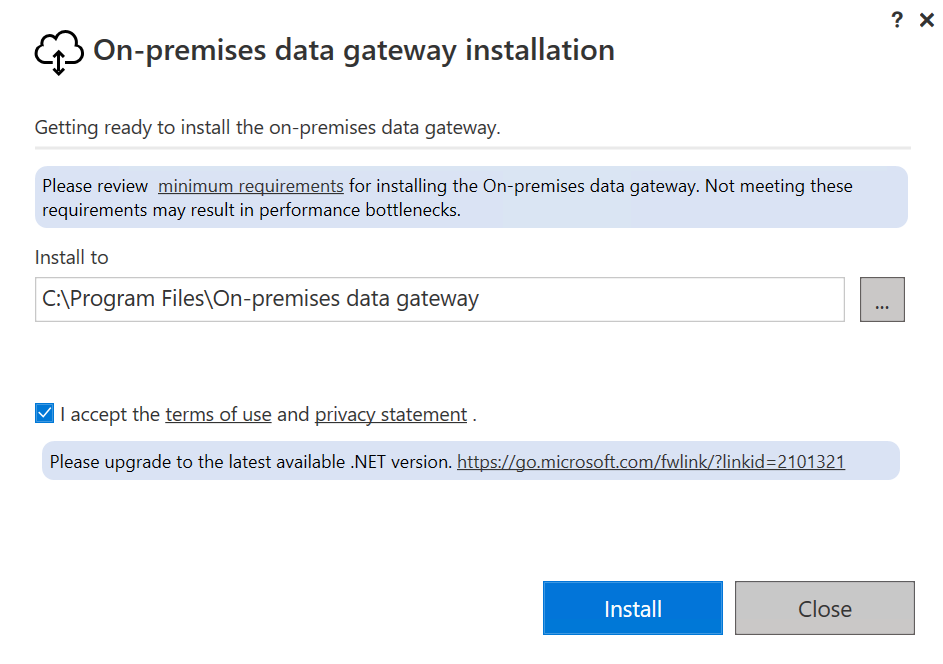 ?
On-premises data gateway installation
Getting ready to install the on-premises data gateway.
Please review minimum requirements for installing the On-premises data gateway. Not meeting these
requirements may result in performance bottlenecks.
Install to
C:\Program Files\On-premises data gateway
...
I accept the terms of use and privacy statement .
Please upgrade to the latest available .NET version. https://go.microsoft.com/fwlink/?linkid=2101321
Install
Close